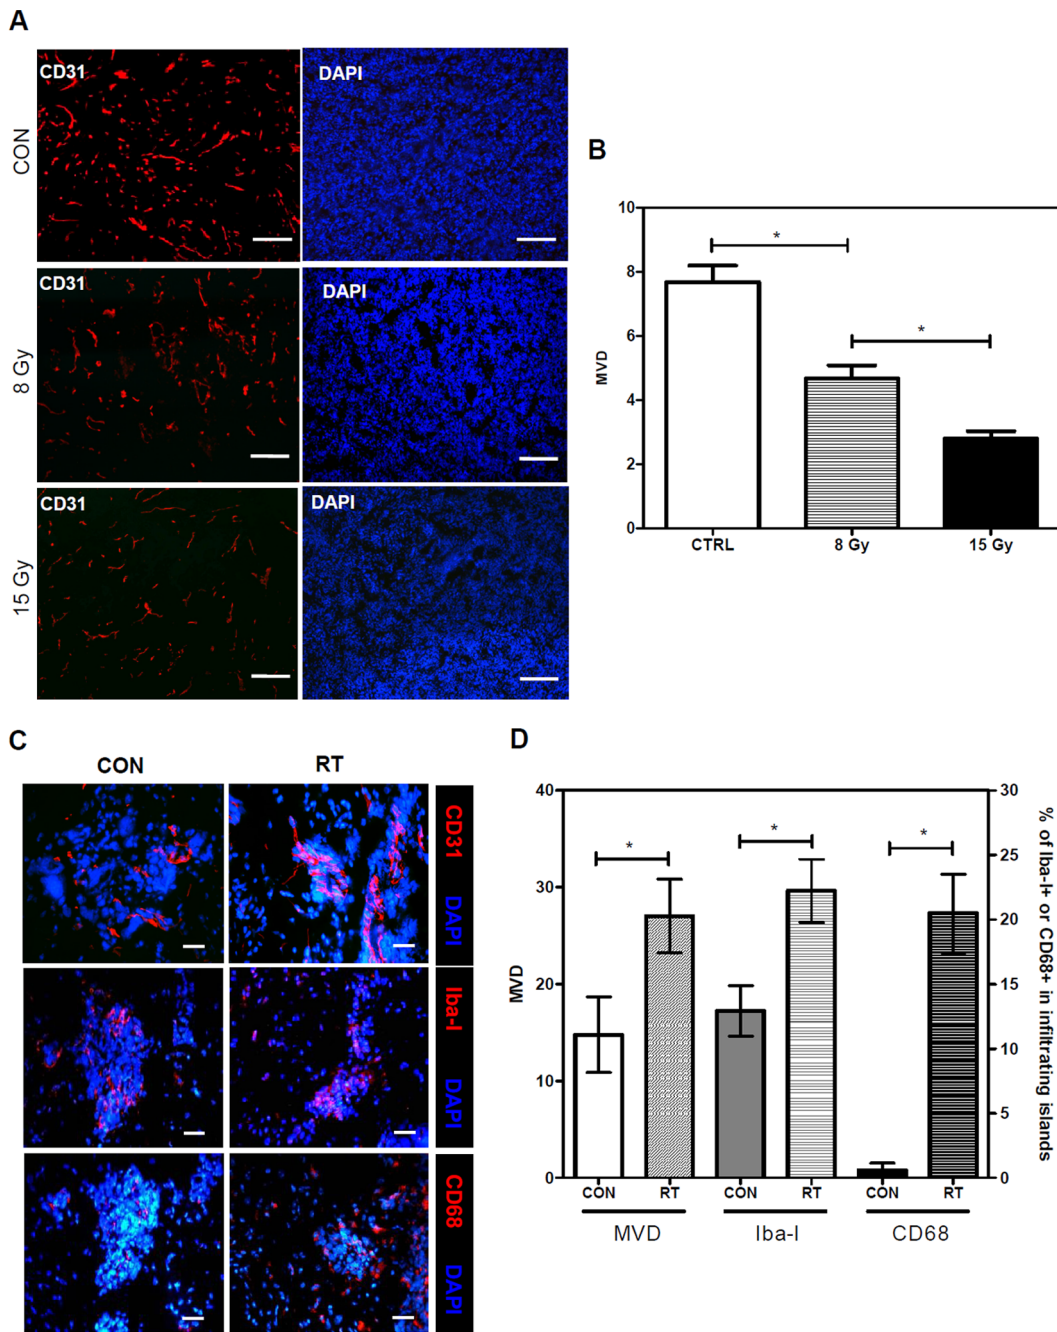 A
CD31
DAPI
CON
CD31
DAPI
8 Gy
CD31
DAPI
15 Gy
B
10
8
6
4
2
0
MVD
*
*
CTRL
8 Gy
15 Gy
C
CON
RT
CD31
DAPI
Iba-I
DAPI
CD68
DAPI
D
40
30
20
10
0
MVD
*
*
*
30
25
20
15
10
5
0
% of Iba-I+ or CD68+ in infiltrating islands
CON
RT
CON
RT
CON
RT
MVD
Iba-I
CD68